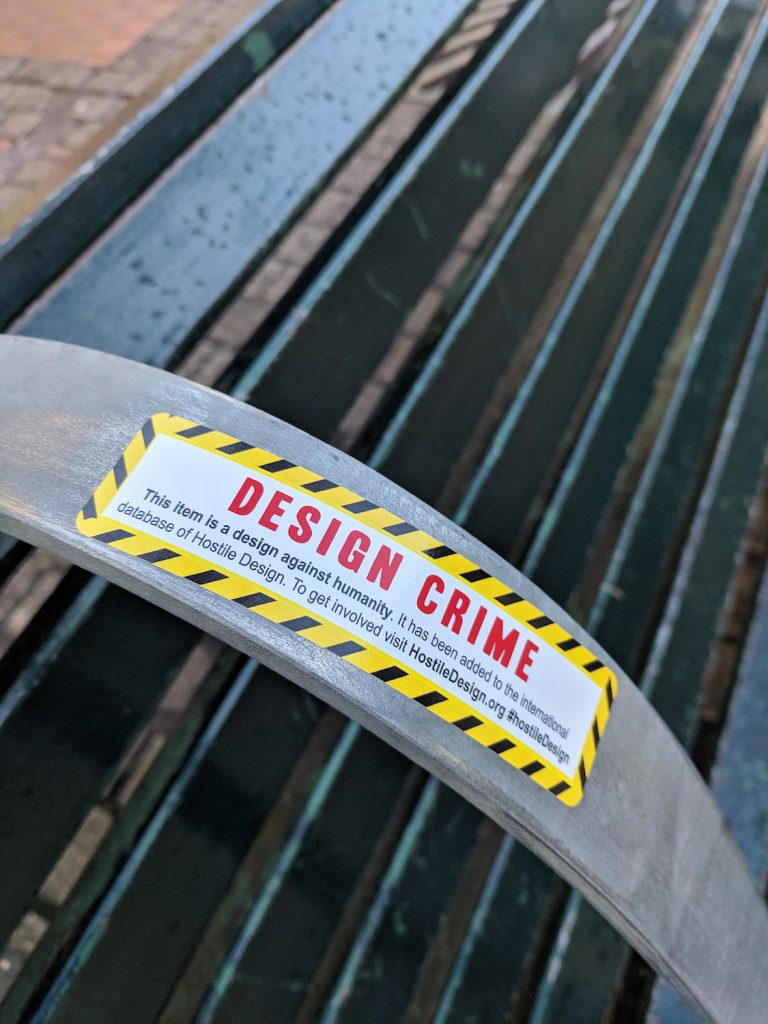 DESIGN CRIME
This item is a design against humanity. It has been added to the international
database of Hostile Design. To get involved visit HostileDesign.org #hostileDesign